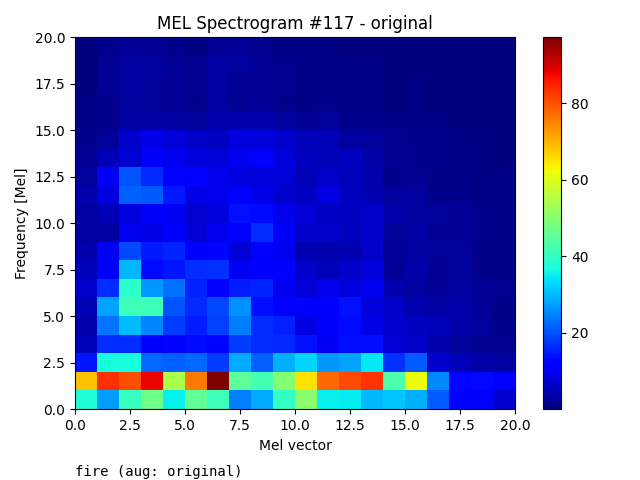 MEL Spectrogram #117 - original
20.0
17.5
15.0
12.5
10.0
7.5
5.0
2.5
0.0
Frequency [Mel]
0.0 2.5 5.0 7.5 10.0 12.5 15.0 17.5 20.0
Mel vector
80
60
40
20
fire (aug: original)